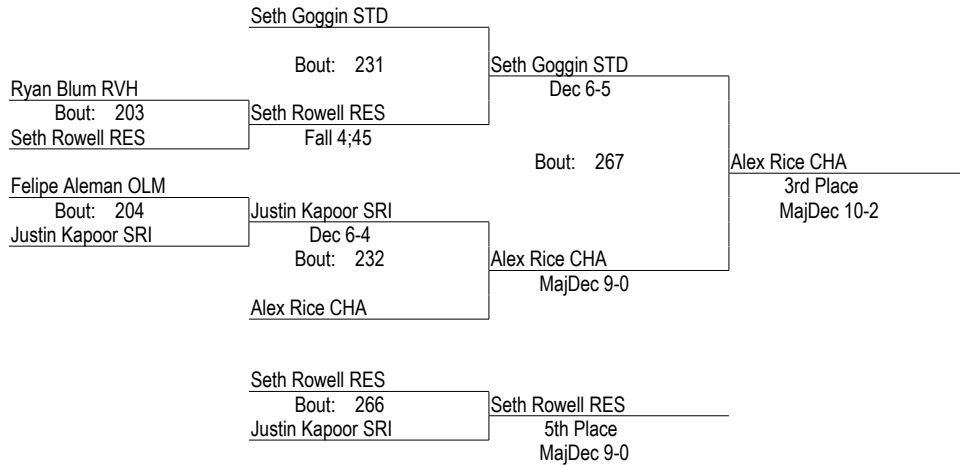 Seth Goggin STD
Bout: 231
Seth Goggin STD
Dec 6-5
Ryan Blum RVH
Bout: 203
Seth Rowell RES
Seth Rowell RES
Fall 4;45
Bout: 267
Alex Rice CHA
3rd Place
MajDec 10-2
Felipe Aleman OLM
Bout: 204
Justin Kapoor SRI
Justin Kapoor SRI
Dec 6-4
Bout: 232
Alex Rice CHA
MajDec 9-0
Alex Rice CHA
Seth Rowell RES
Bout: 266
Justin Kapoor SRI
Seth Rowell RES
5th Place
MajDec 9-0